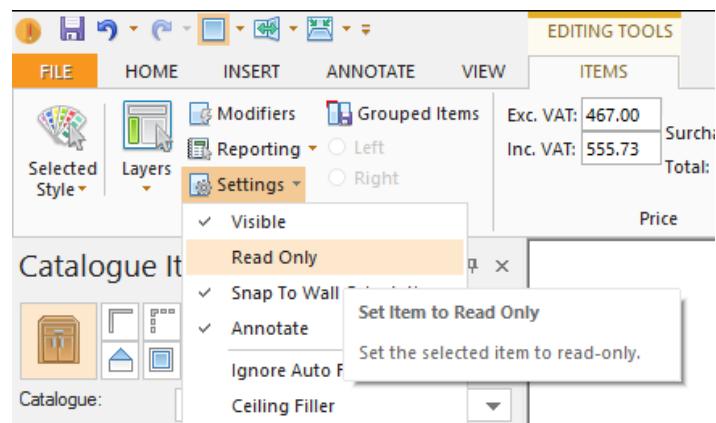 EDITING TOOLS
FILE HOME INSERT ANNOTATE VIEW ITEMS
Modifiers Grouped Items Exc. VAT: 467.00
Reporting Left Inc. VAT: 555.73
Selected Style Layers Settings Right Total:
Price
Visible
Read Only
Snap To Wall
Annotate
Ignore Auto
Ceiling Filler
Set Item to Read Only
Set the selected item to read-only.
Catalogue
Catalogue: